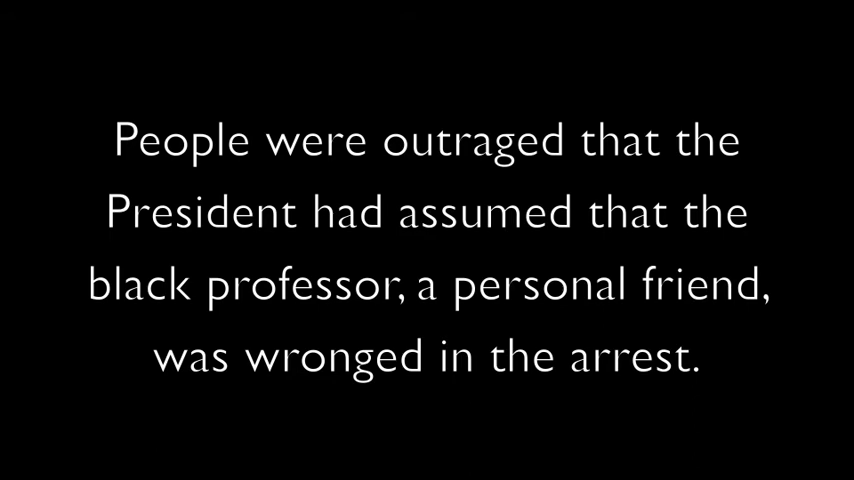 People were outraged that the
President had assumed that the
black professor, a personal friend,
was wronged in the arrest.